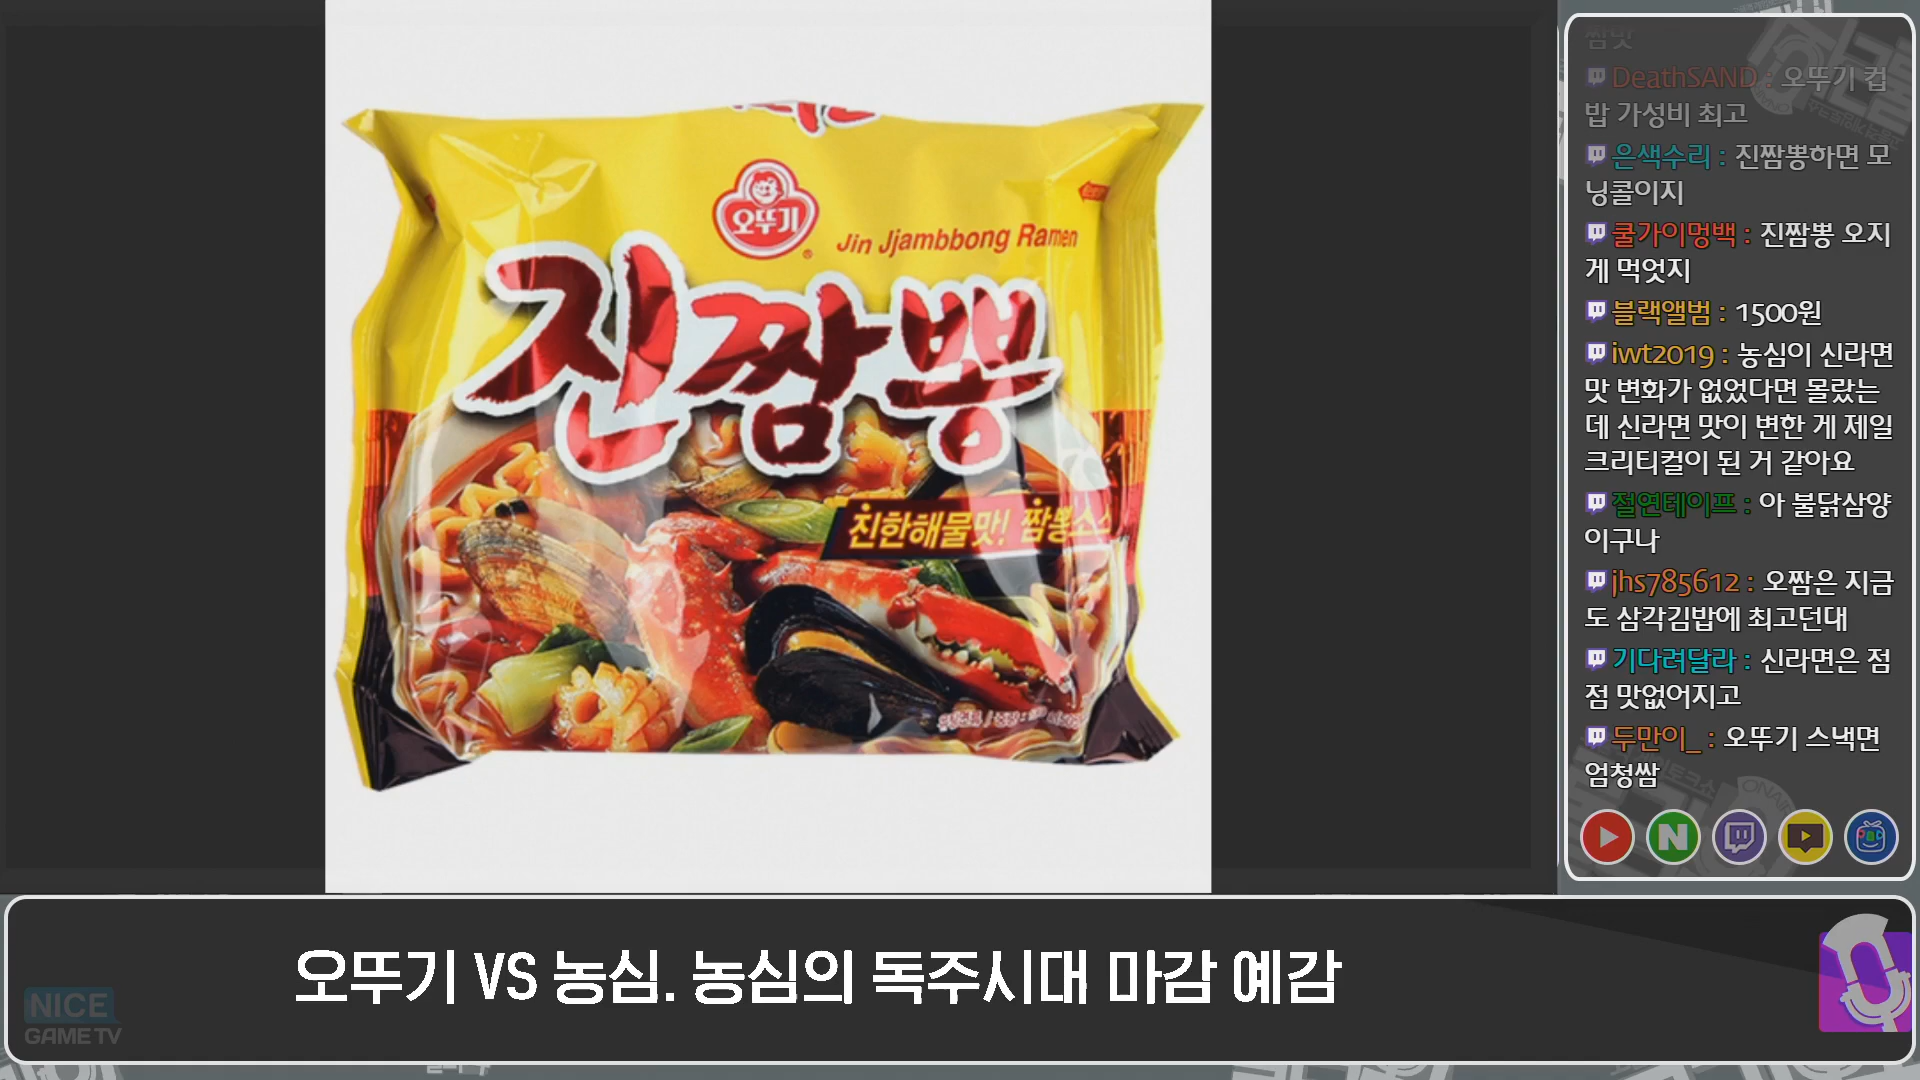 오뚜기
Jin Jjambbong Ramen
진짬뽕
진한해물맛! 짬뽕소스
짬맛
DeathSAND : 오뚜기 컵
밥 가성비 최고
은색수리 : 진짬뽕하면 모
닝콜이지
쿨가이멍백 : 진짬뽕 오지
게 먹엇지
블랙앨범 : 1500원
iwt2019 : 농심이 신라면
맛 변화가 없었다면 몰랐는
데 신라면 맛이 변한 게 제일
크리티컬이 된 거 같아요
절연테이프 : 아 불닭삼양
이구나
jhs785612 : 오짬은 지금
도 삼각김밥에 최고던대
기다려달라 : 신라면은 점
점 맛없어지고
두만이_ : 오뚜기 스낵면
엄청쌈
N
오뚜기 VS 농심. 농심의 독주시대 마감 예감
NICE
GAME TV